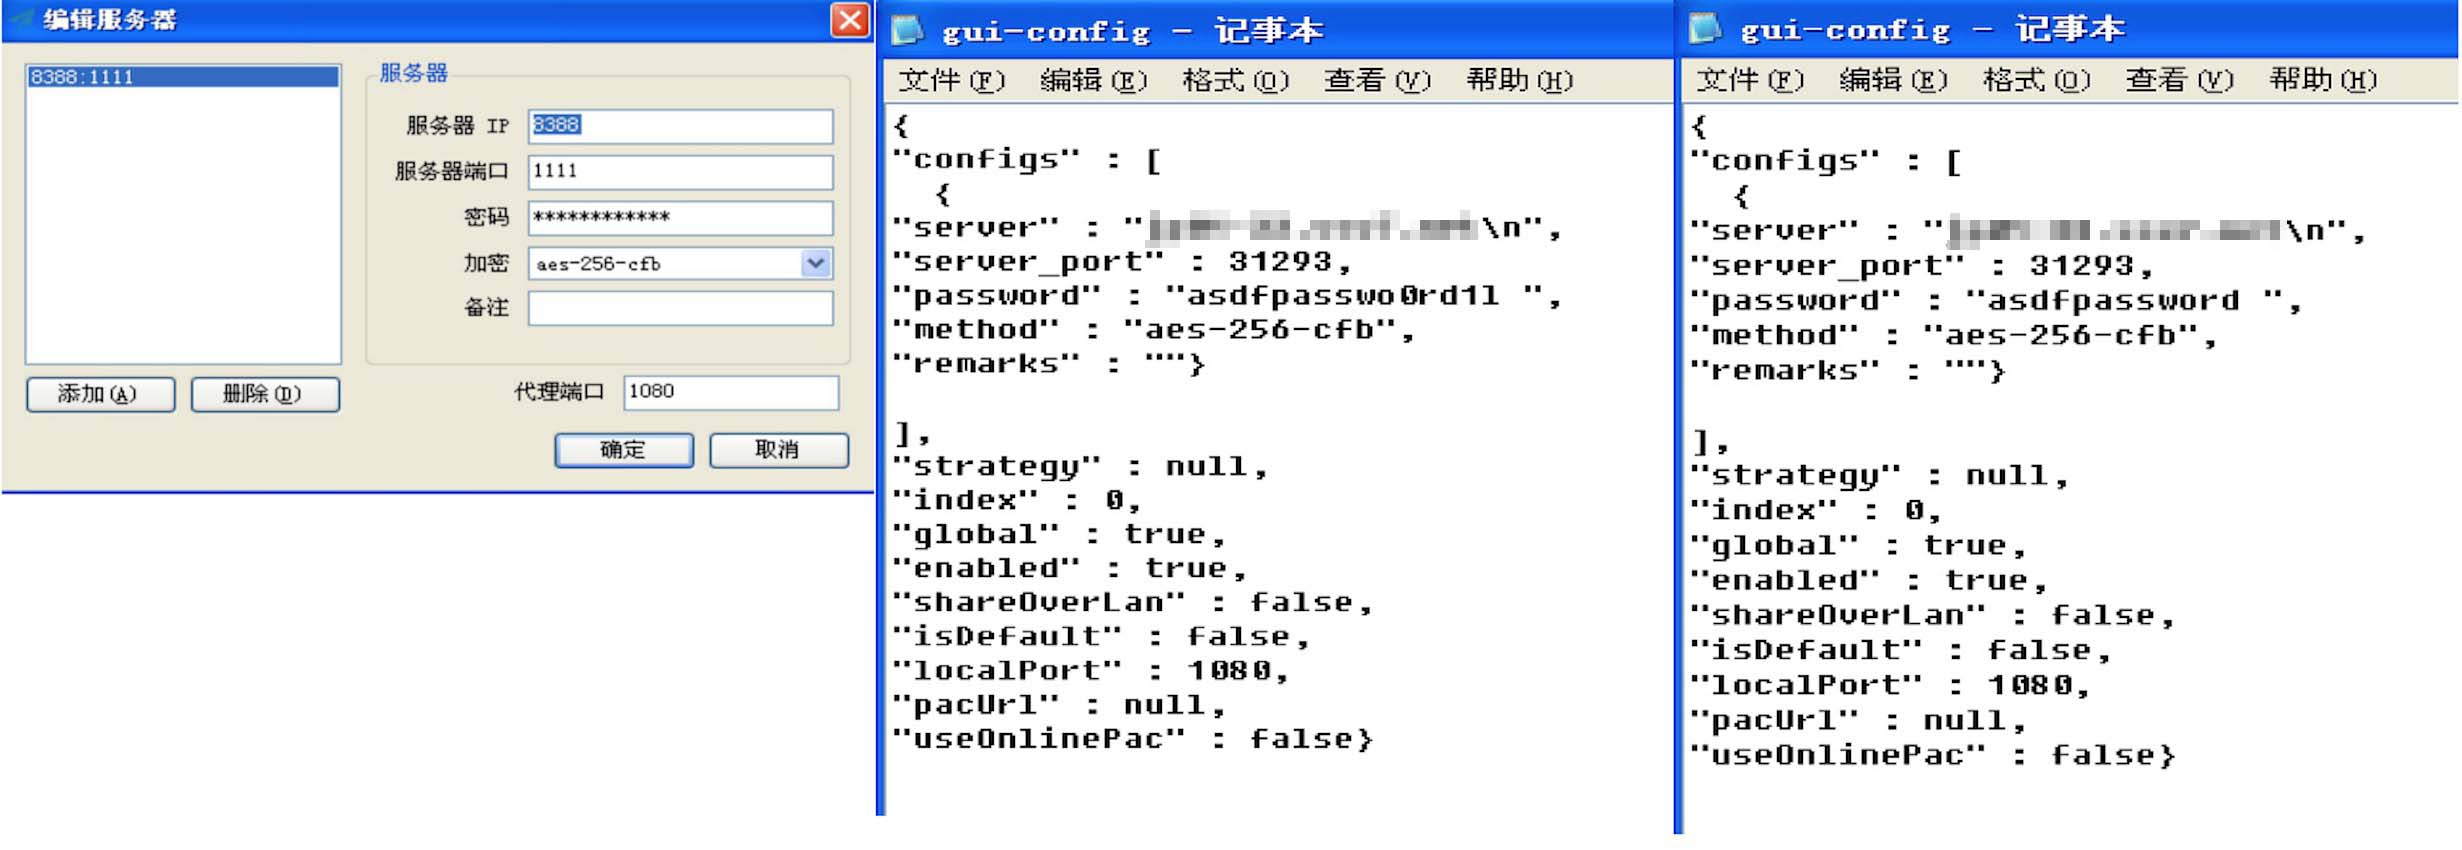 编辑服务器
8388:1111
服务器
服务器 IP 8388
服务器端口 1111
密码 ************
加密 aes-256-cfb
备注
添加(A) 删除(D)
代理端口 1080
确定 取消
gui-config - 记事本
文件(F) 编辑(E) 格式(O) 查看(V) 帮助(H)
{
"configs" : [
{
"server" : "\n",
"server_port" : 31293,
"password" : "asdfpasswo0rd1l ",
"method" : "aes-256-cfb",
"remarks" : ""}
],
"strategy" : null,
"index" : 0,
"global" : true,
"enabled" : true,
"shareOverLan" : false,
"isDefault" : false,
"localPort" : 1080,
"pacUrl" : null,
"useOnlinePac" : false}
gui-config - 记事本
文件(F) 编辑(E) 格式(O) 查看(V) 帮助(H)
{
"configs" : [
{
"server" : "\n",
"server_port" : 31293,
"password" : "asdfpassword ",
"method" : "aes-256-cfb",
"remarks" : ""}
],
"strategy" : null,
"index" : 0,
"global" : true,
"enabled" : true,
"shareOverLan" : false,
"isDefault" : false,
"localPort" : 1080,
"pacUrl" : null,
"useOnlinePac" : false}